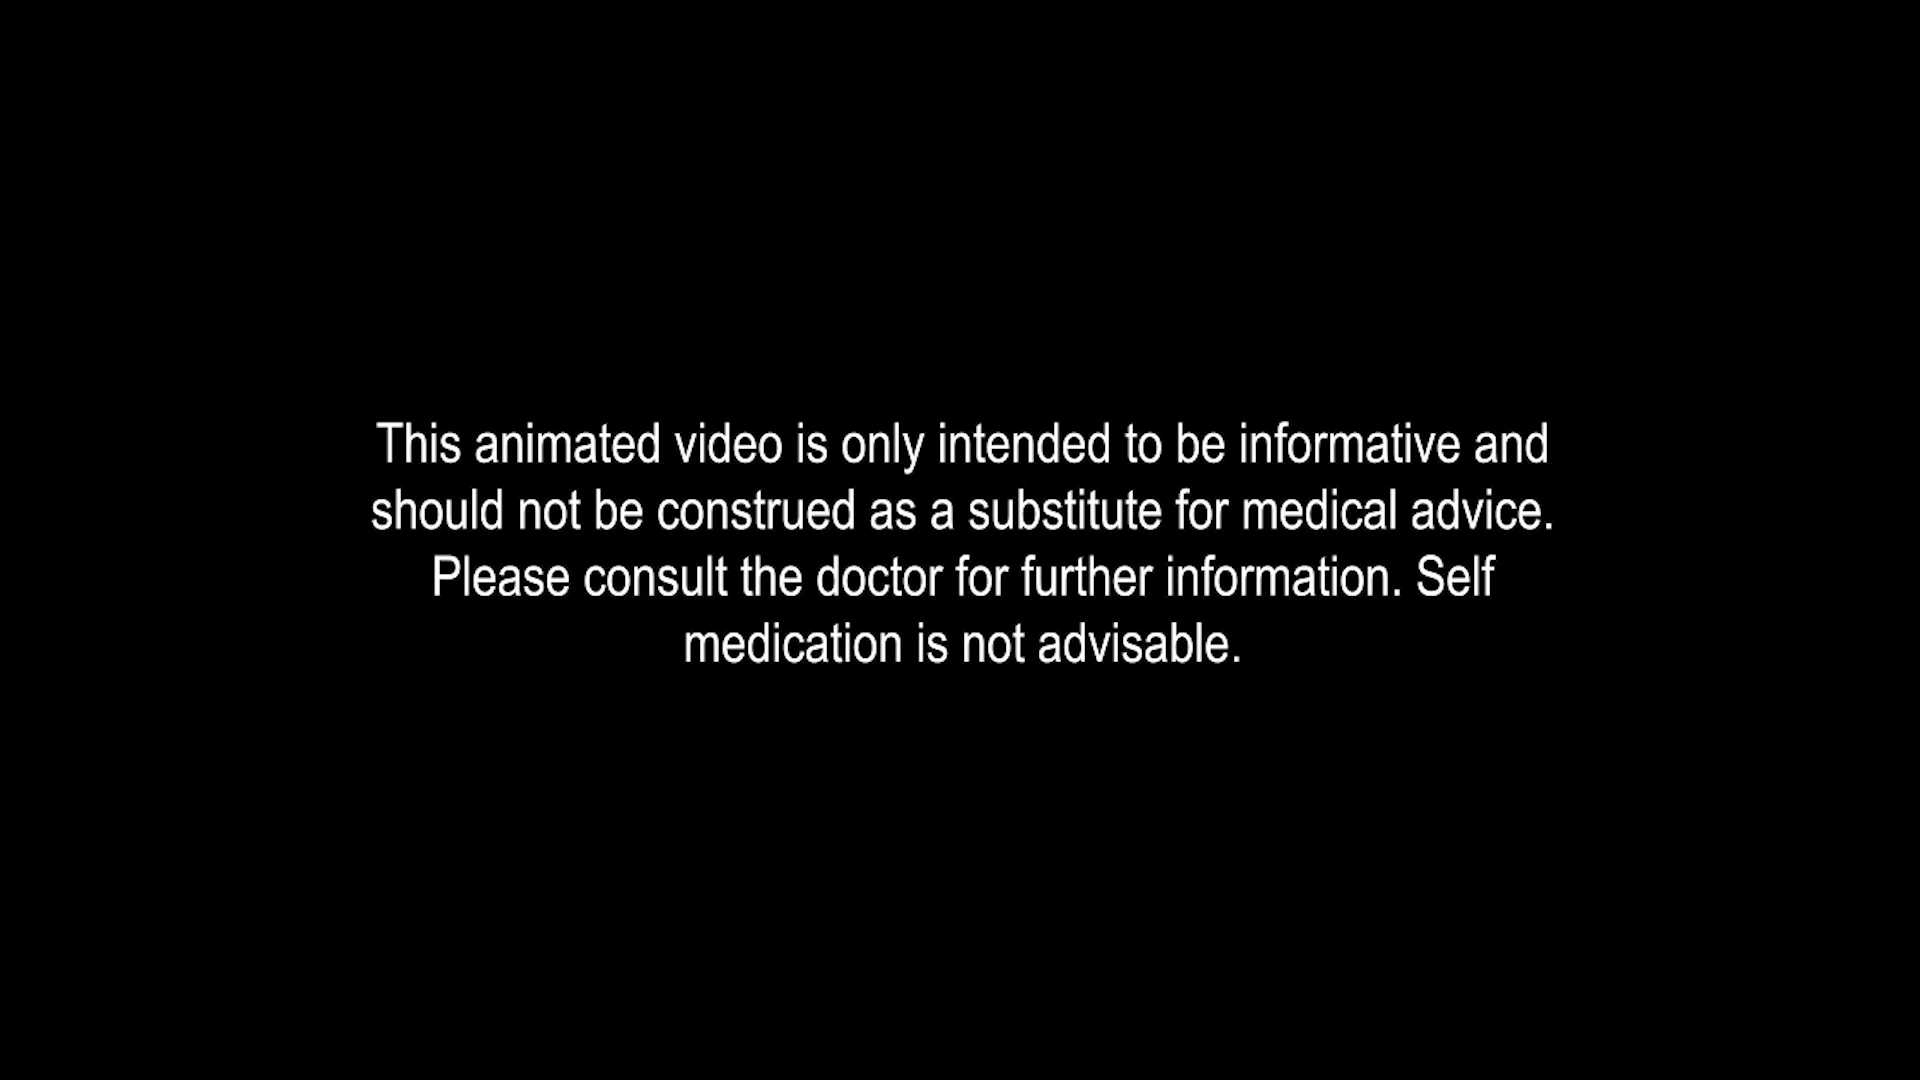 This animated video is only intended to be informative and
should not be construed as a substitute for medical advice.
Please consult the doctor for further information. Self
medication is not advisable.